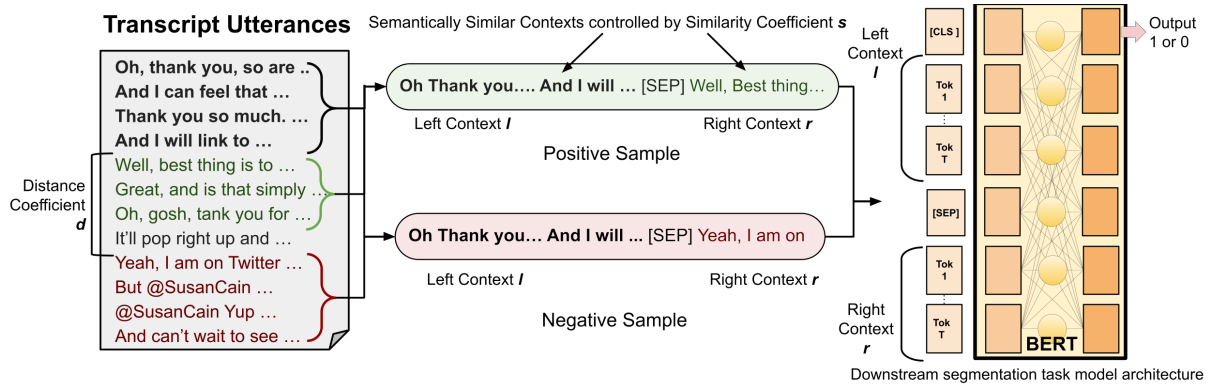 Transcript Utterances
Oh, thank you, so are ..
And I can feel that …
Thank you so much. …
And I will link to …
Well, best thing is to …
Great, and is that simply …
Oh, gosh, tank you for …
It'll pop right up and …
Yeah, I am on Twitter …
But @SusanCain …
@SusanCain Yup …
And can't wait to see …
Distance
Coefficient
d
Semantically Similar Contexts controlled by Similarity Coefficient s
Oh Thank you…. And I will … [SEP] Well, Best thing…
Left Context l
Right Context r
Positive Sample
Oh Thank you… And I will ... [SEP] Yeah, I am on
Left Context l
Right Context r
Negative Sample
Left
Context
l
[CLS ]
Tok
1
Tok
T
[SEP]
Tok
1
Tok
T
Right
Context
r
BERT
Output
1 or 0
Downstream segmentation task model architecture